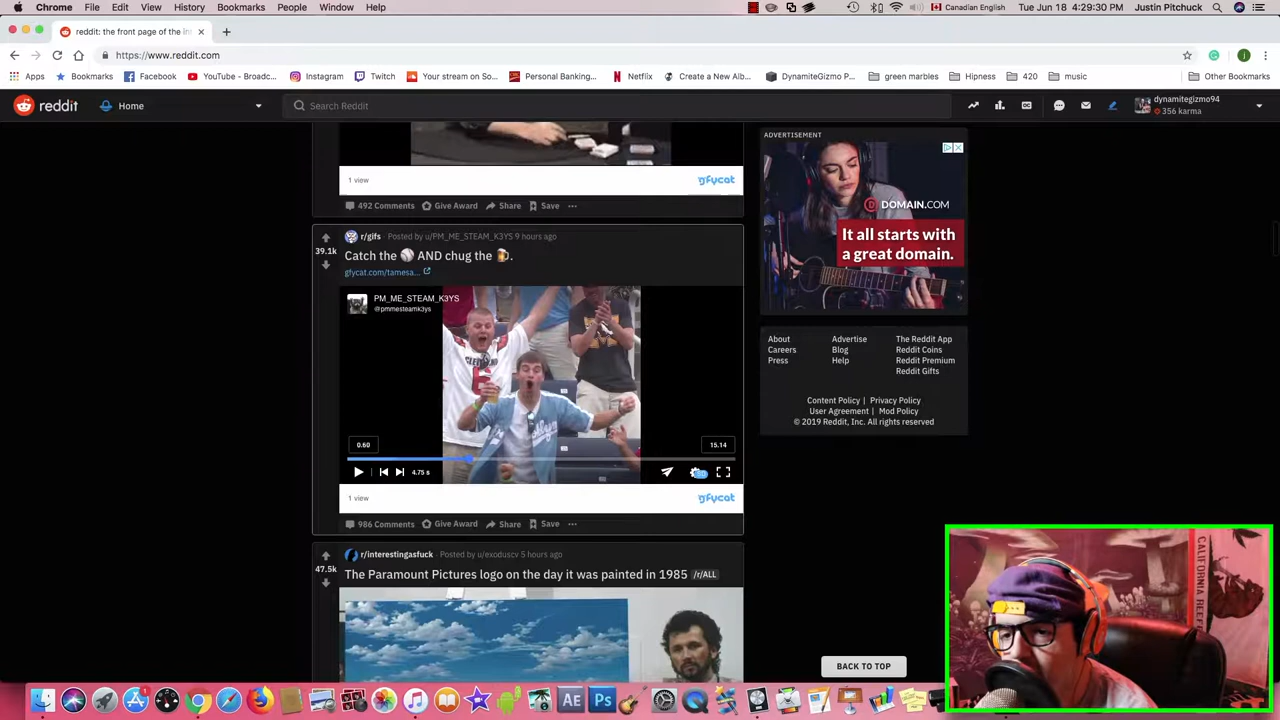 Chrome File Edit View History Bookmarks People Window Help Canadian English Tue Jun 18 4:29:30 PM Justin Pitchuck
reddit: the front page of the in
https://www.reddit.com
Apps Bookmarks Facebook YouTube - Broadc... Instagram Twitch Your stream on So... Personal Banking... Netflix Create a New Aib... DynamiteGizmo P... green marbles Hipness 420 music Other Bookmarks
reddit Home Search Reddit dynamitegizmo94
356 karma
ADVERTISEMENT
1 view gfycat
492 Comments Give Award Share Save
DOMAIN.COM
It all starts with
a great domain.
39.1k
r/gifs Posted by u/PM_ME_STEAM_K3YS 9 hours ago
Catch the ⚾ AND chug the 🍺.
gfycat.com/tamesa...
PM_ME_STEAM_K3YS
@pmmesteamk3ys
CLEVELAND
0.60 15.14
4.75 s
1 view gfycat
986 Comments Give Award Share Save
About Advertise The Reddit App
Careers Blog Reddit Coins
Press Help Reddit Premium
Reddit Gifts
Content Policy | Privacy Policy
User Agreement | Mod Policy
© 2019 Reddit, Inc. All rights reserved
47.5k
r/interestingasfuck Posted by u/exoduscv 5 hours ago
The Paramount Pictures logo on the day it was painted in 1985 /r/ALL
BACK TO TOP
CALIFORNIA REEFER
AE Ps